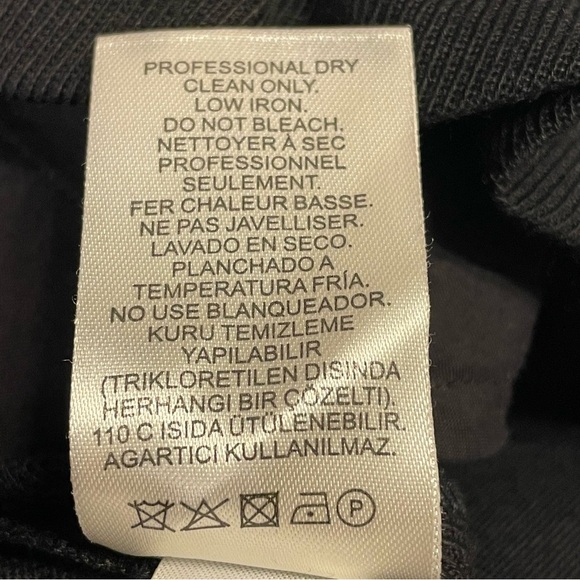 PROFESSIONAL DRY
CLEAN ONLY.
LOW IRON.
DO NOT BLEACH.
NETTOYER À SEC
PROFESSIONNEL
SEULEMENT.
FER CHALEUR BASSE.
NE PAS JAVELLISER.
LAVADO EN SECO.
PLANCHADO A
TEMPERATURA FRÍA.
NO USE BLANQUEADOR.
KURU TEMIZLEME
YAPILABILIR
(TRIKLORETILEN DISINDA
HERHANGI BIR ÇÖZELTI).
110 C ISIDA ÜTÜLENEBILIR.
AGARTICI KULLANILMAZ.
P